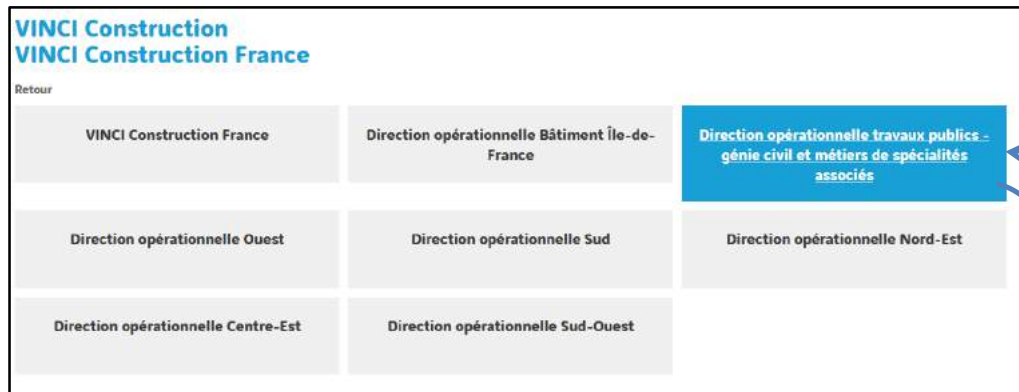 VINCI Construction
VINCI Construction France
Retour
VINCI Construction France
Direction opérationnelle Bâtiment Île-de-
France
Direction opérationnelle travaux publics -
génie civil et métiers de spécialités
associés
Direction opérationnelle Ouest
Direction opérationnelle Sud
Direction opérationnelle Nord-Est
Direction opérationnelle Centre-Est
Direction opérationnelle Sud-Ouest